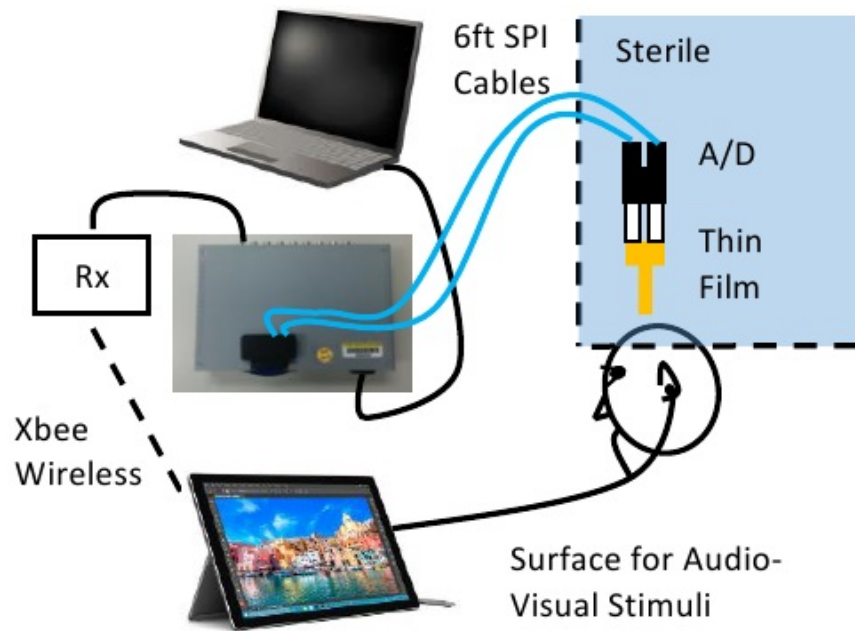 6ft SPI
Cables
Sterile
A/D
Thin
Film
Rx
Xbee
Wireless
Surface for Audio-
Visual Stimuli